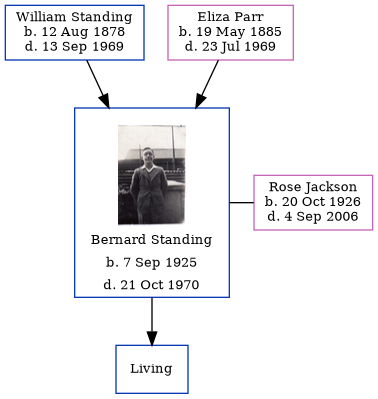 William Standing
b. 12 Aug 1878
d. 13 Sep 1969
Eliza Parr
b. 19 May 1885
d. 23 Jul 1969
Bernard Standing
b. 7 Sep 1925
d. 21 Oct 1970
Rose Jackson
b. 20 Oct 1926
d. 4 Sep 2006
Living